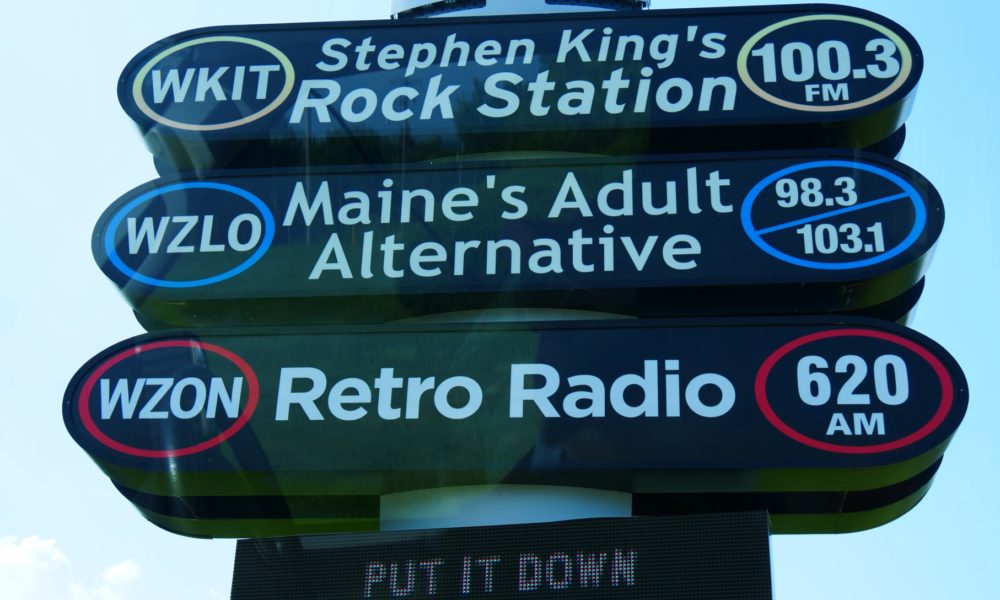 WKIT
Stephen King's
Rock Station
100.3
FM
WZLO
Maine's Adult
Alternative
98.3
103.1
WZON
Retro Radio
620
AM
PUT IT DOWN